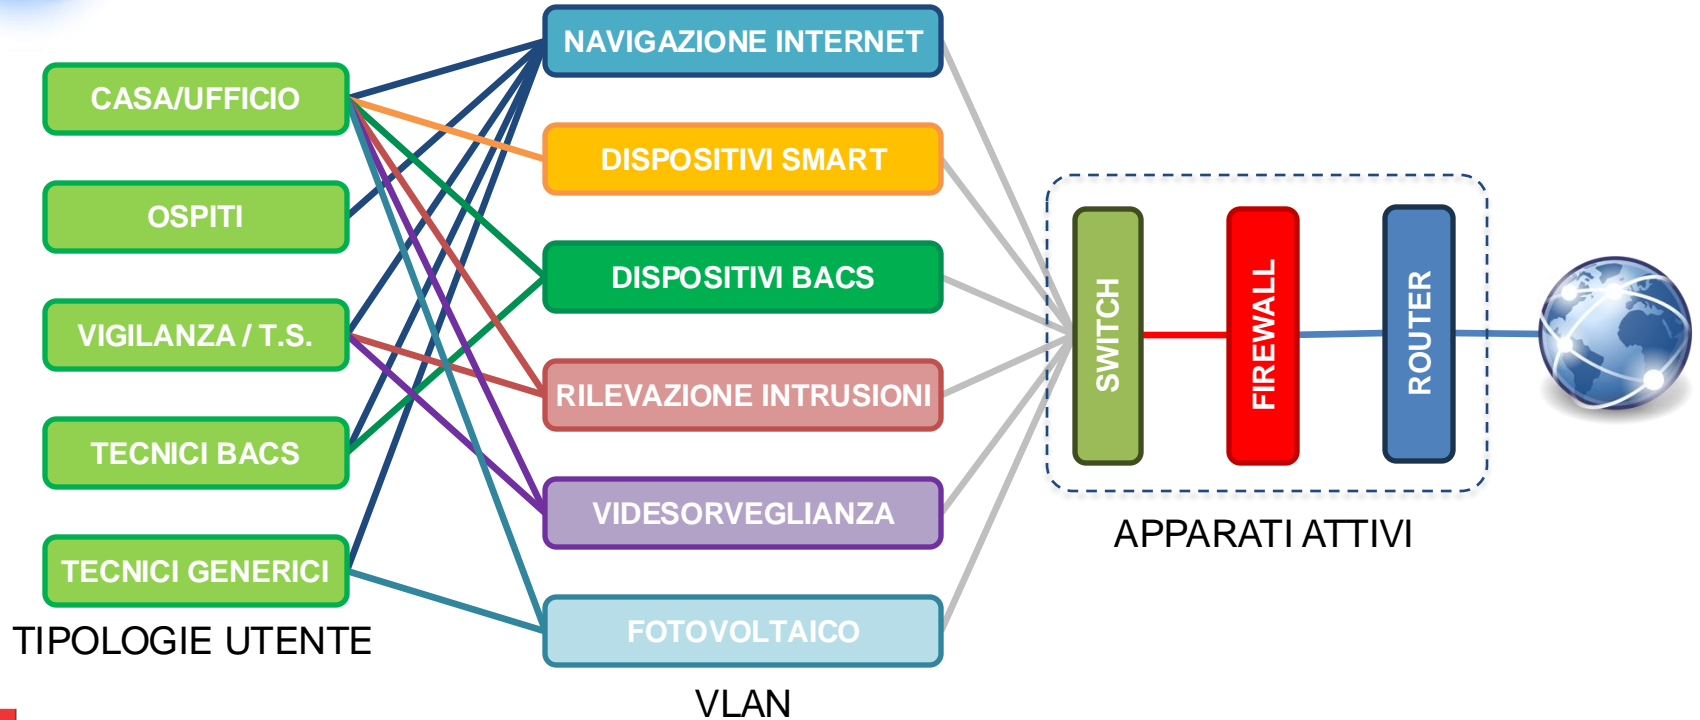 CASA/UFFICIO
OSPITI
VIGILANZA / T.S.
TECNICI BACS
TECNICI GENERICI
TIPOLOGIE UTENTE
NAVIGAZIONE INTERNET
DISPOSITIVI SMART
DISPOSITIVI BACS
RILEVAZIONE INTRUSIONI
VIDESORVEGLIANZA
FOTOVOLTAICO
VLAN
SWITCH
FIREWALL
ROUTER
APPARATI ATTIVI